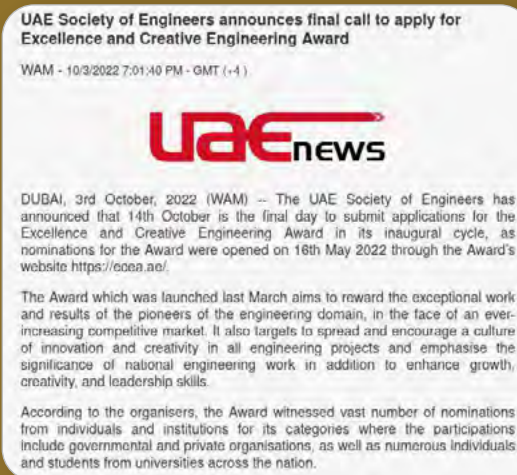 UAE Society of Engineers announces final call to apply for
Excellence and Creative Engineering Award
WAM - 10/3/2022 7:01:40 PM - GMT (+4 )
UAE NEWS
DUBAI, 3rd October, 2022 (WAM) -- The UAE Society of Engineers has
announced that 14th October is the final day to submit applications for the
Excellence and Creative Engineering Award in its inaugural cycle, as
nominations for the Award were opened on 16th May 2022 through the Award's
website https://ecea.ae/.
The Award which was launched last March aims to reward the exceptional work
and results of the pioneers of the engineering domain, in the face of an ever-
increasing competitive market. It also targets to spread and encourage a culture
of innovation and creativity in all engineering projects and emphasise the
significance of national engineering work in addition to enhance growth,
creativity, and leadership skills.
According to the organisers, the Award witnessed vast number of nominations
from individuals and institutions for its categories where the participations
include governmental and private organisations, as well as numerous individuals
and students from universities across the nation.